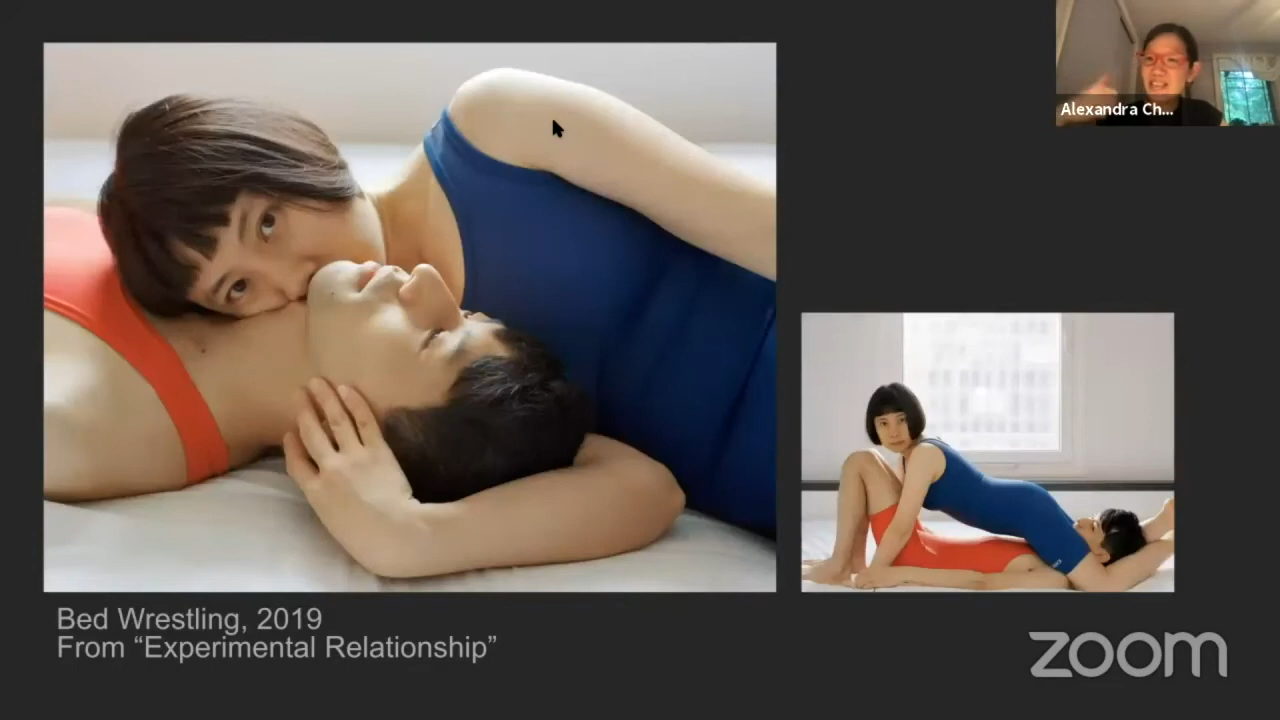 Alexandra Ch...
Bed Wrestling, 2019
From “Experimental Relationship”
zoom